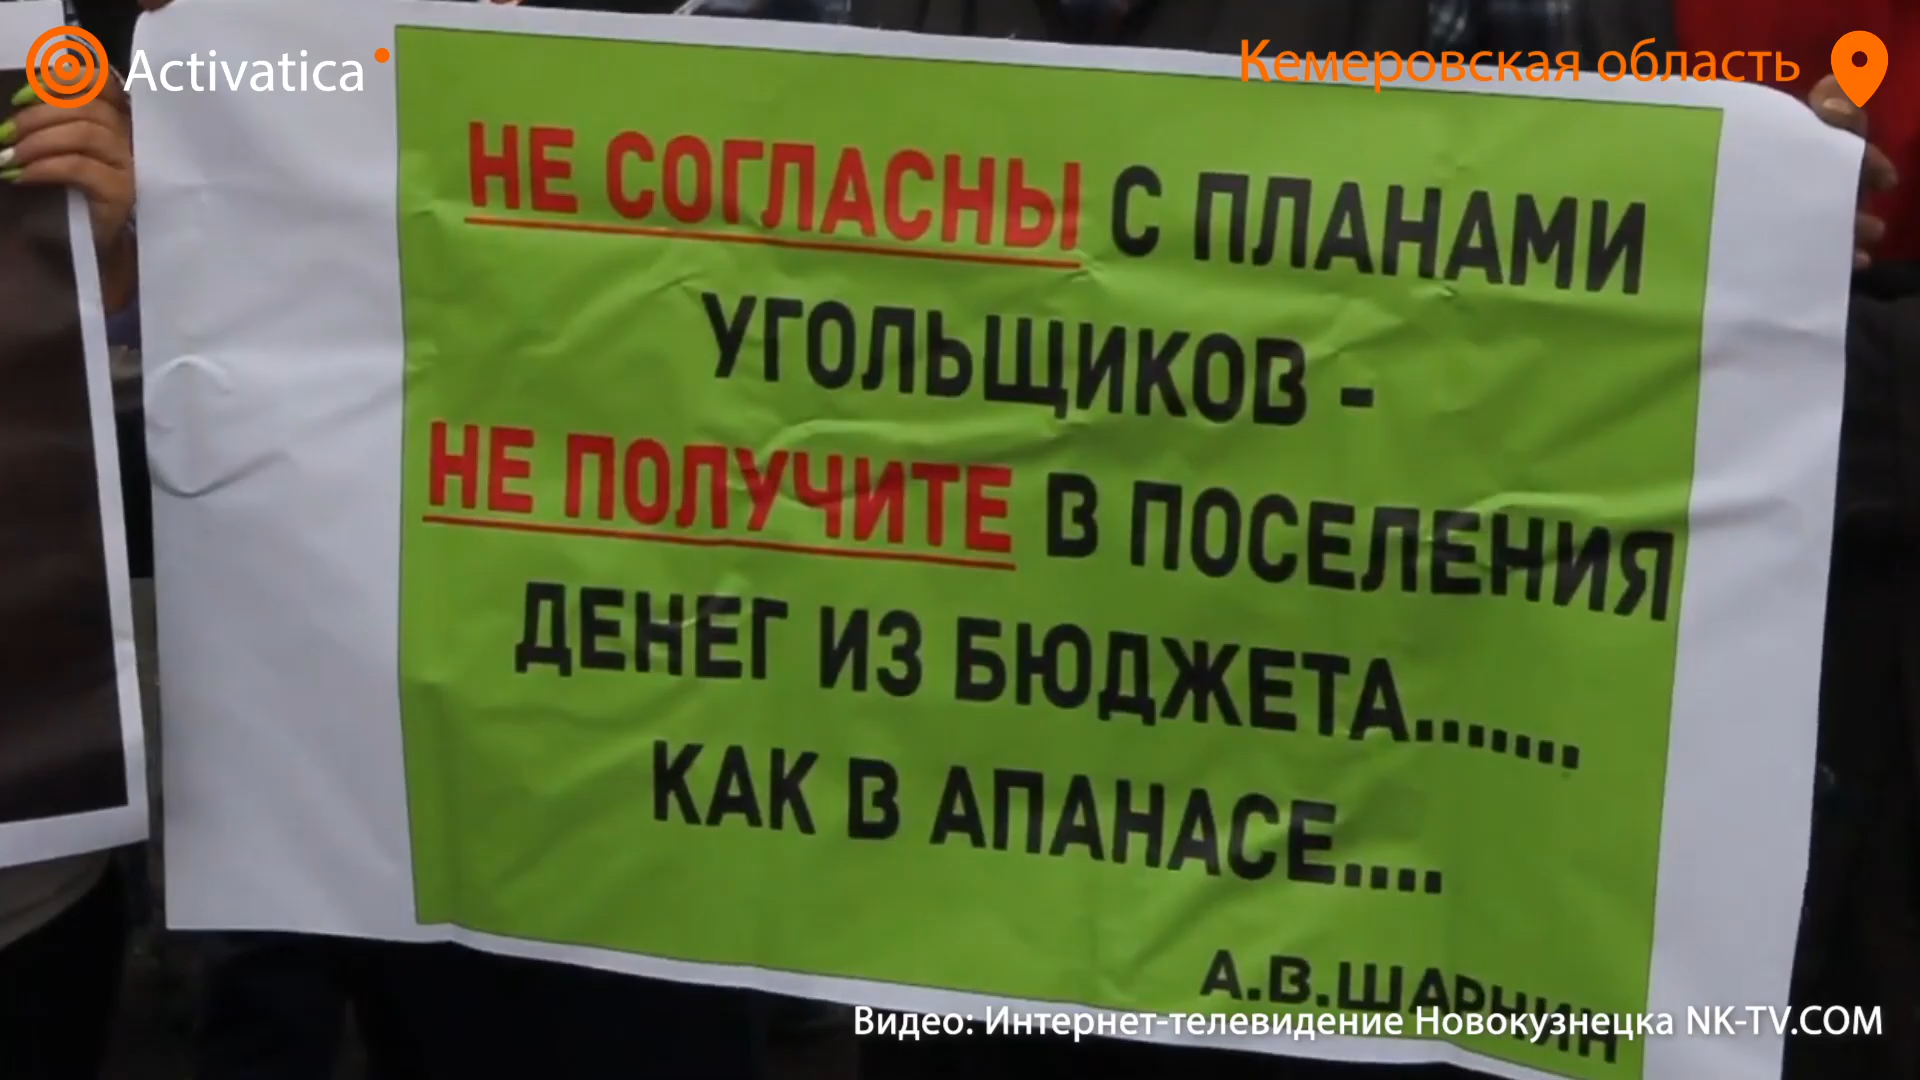 Activatica
Кемеровская область
НЕ СОГЛАСНЫ С ПЛАНАМИ
УГОЛЬЩИКОВ -
НЕ ПОЛУЧИТЕ В ПОСЕЛЕНИЯ
ДЕНЕГ ИЗ БЮДЖЕТА.......
КАК В АПАНАСЕ.....
А.В.ШАРНИН
Видео: Интернет-телевидение Новокузнецка NK-TV.COM